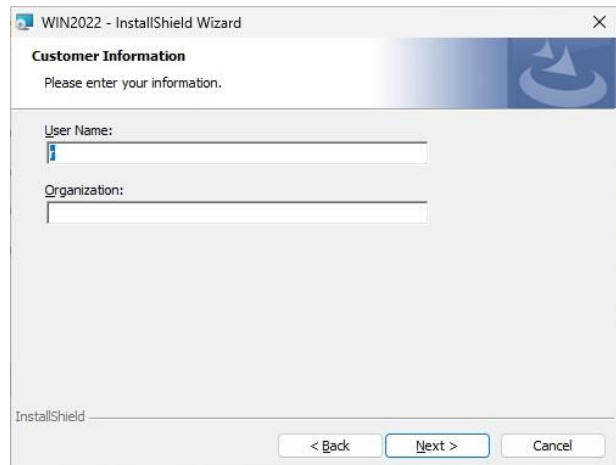 WIN2022 - InstallShield Wizard
Customer Information
Please enter your information.
User Name:
r
Organization:
InstallShield
< Back
Next >
Cancel